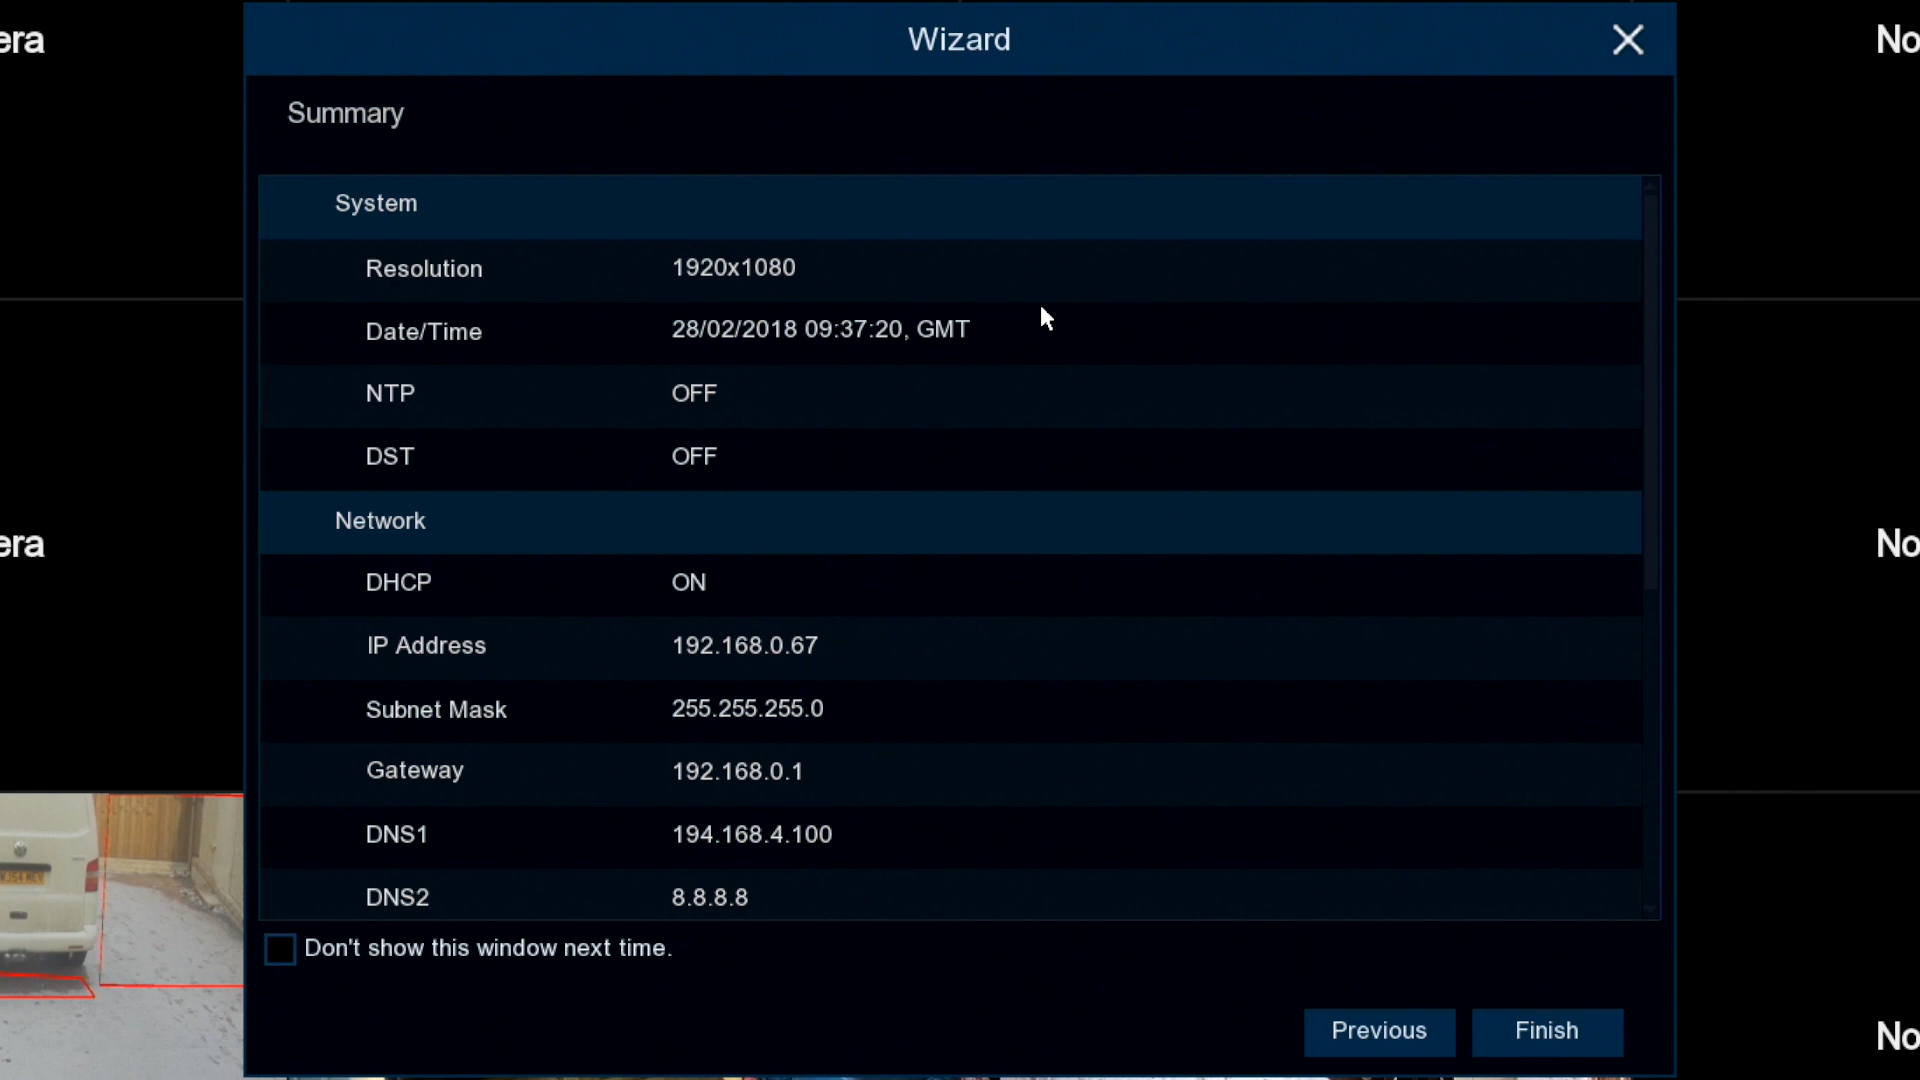 Wizard
Summary
System
Resolution 1920x1080
Date/Time 28/02/2018 09:37:20, GMT
NTP OFF
DST OFF
Network
DHCP ON
IP Address 192.168.0.67
Subnet Mask 255.255.255.0
Gateway 192.168.0.1
DNS1 194.168.4.100
DNS2 8.8.8.8
Don't show this window next time.
Previous Finish
era
No
era
No
No